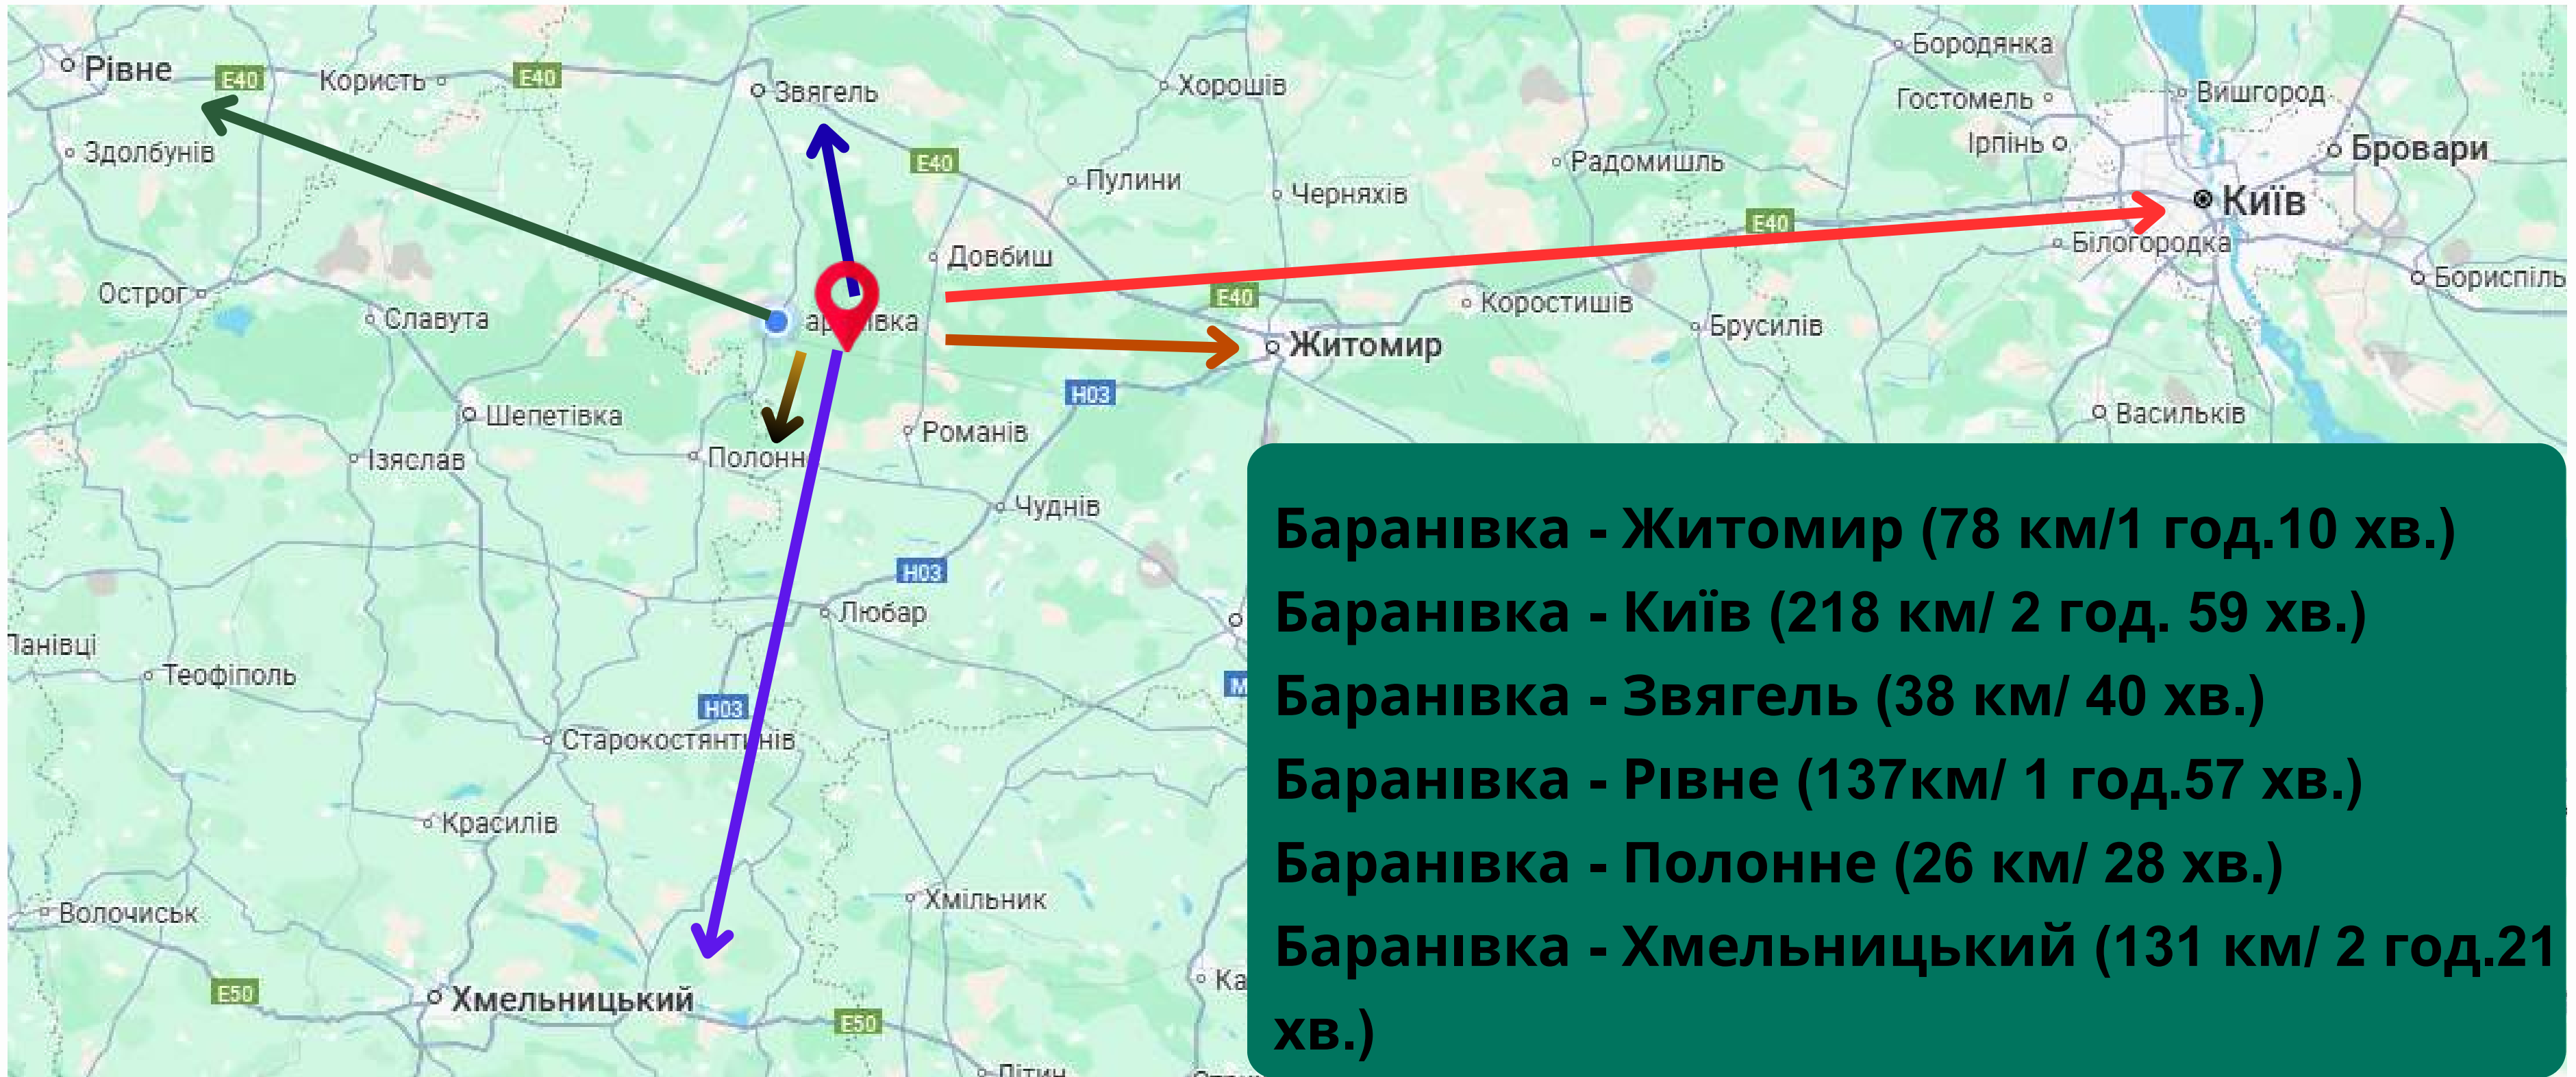 Рівне
E40
Користь
E40
Звягель
Хорошів
Бородянка
Гостомель
Вишгород
Ірпінь
Бровари
Здолбунів
E40
Пулини
Радомишль
Черняхів
Київ
E40
Білогородка
Довбиш
Бориспіль
Острог
Славута
E40
Коростишів
Брусилів
Житомир
H03
Шепетівка
Васильків
Романів
Ізяслав
Полонн
Чуднів
H03
Любар
Теофіполь
H03
Старокостянтинів
Красилів
Хмільник
Волочиськ
E50
Хмельницький
E50
Літин
Баранівка - Житомир (78 км/1 год.10 хв.)
Баранівка - Київ (218 км/ 2 год. 59 хв.)
Баранівка - Звягель (38 км/ 40 хв.)
Баранівка - Рівне (137км/ 1 год.57 хв.)
Баранівка - Полонне (26 км/ 28 хв.)
Баранівка - Хмельницький (131 км/ 2 год.21
хв.)